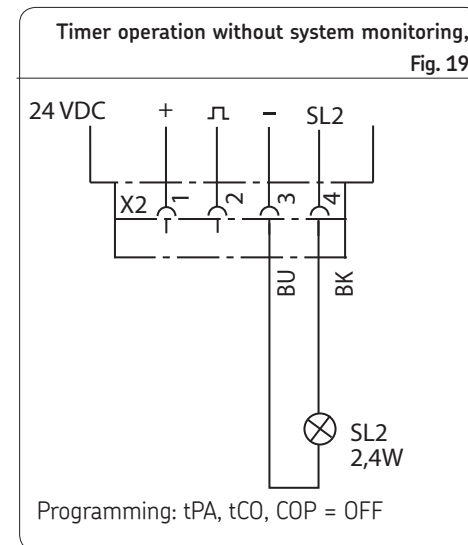 Timer operation without system monitoring,
Fig. 19
24 VDC + ⎍ – SL2
X2 1 2 3 4
BU BK
SL2
2,4W
Programming: tPA, tCO, COP = OFF